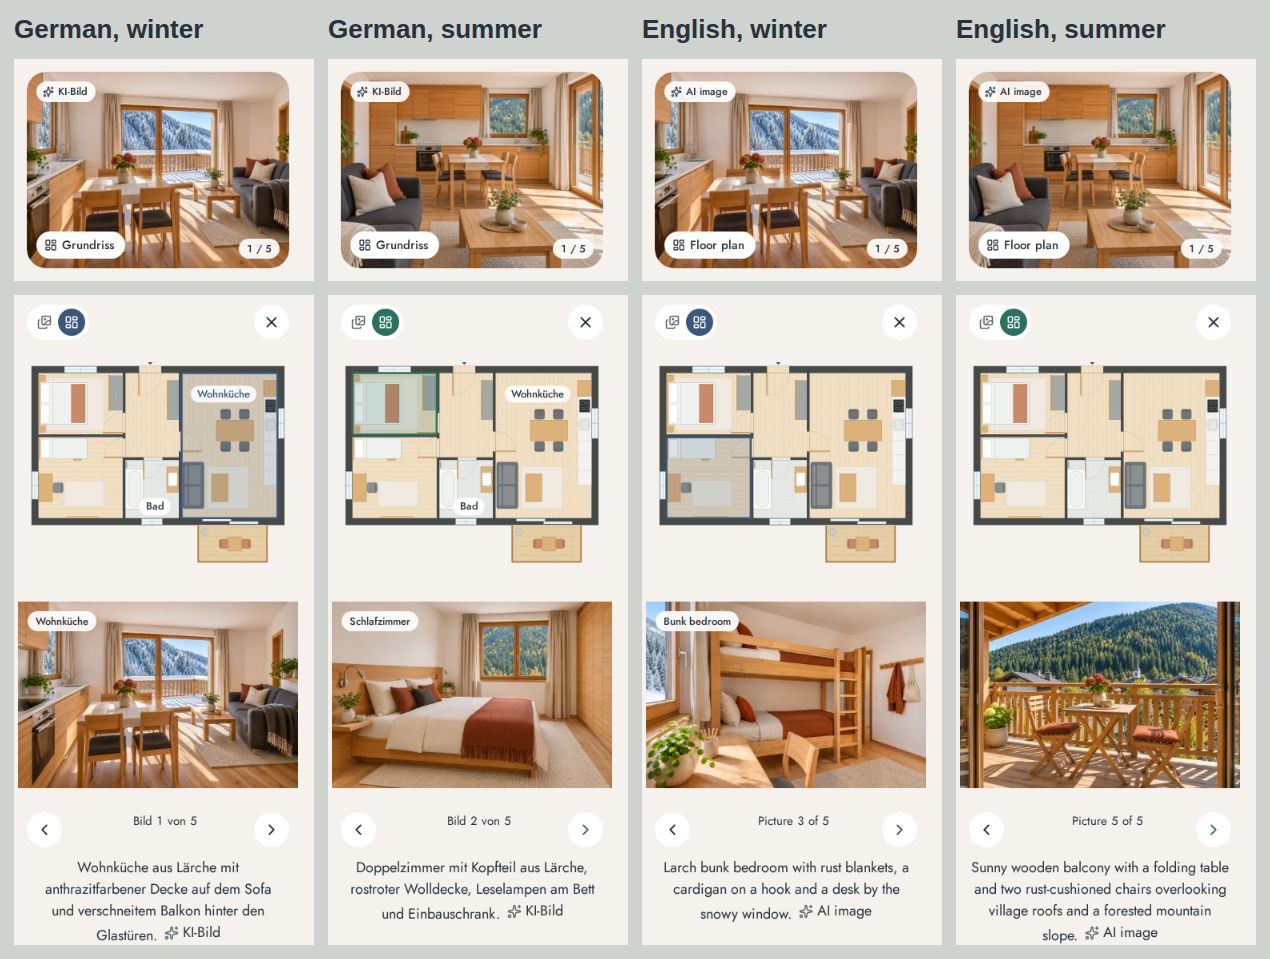 German, winter
German, summer
English, winter
English, summer
KI-Bild
Grundriss
1 / 5
KI-Bild
Grundriss
1 / 5
AI image
Floor plan
1 / 5
AI image
Floor plan
1 / 5
Wohnküche
Bad
Wohnküche
Bild 1 von 5
Wohnküche aus Lärche mit
anthrazitfarbener Decke auf dem Sofa
und verschneitem Balkon hinter den
Glastüren. KI-Bild
Wohnküche
Bad
Schlafzimmer
Bild 2 von 5
Doppelzimmer mit Kopfteil aus Lärche,
rostroter Wolldecke, Leselampen am Bett
und Einbauschrank. KI-Bild
Bunk bedroom
Picture 3 of 5
Larch bunk bedroom with rust blankets, a
cardigan on a hook and a desk by the
snowy window. AI image
Picture 5 of 5
Sunny wooden balcony with a folding table
and two rust-cushioned chairs overlooking
village roofs and a forested mountain
slope. AI image